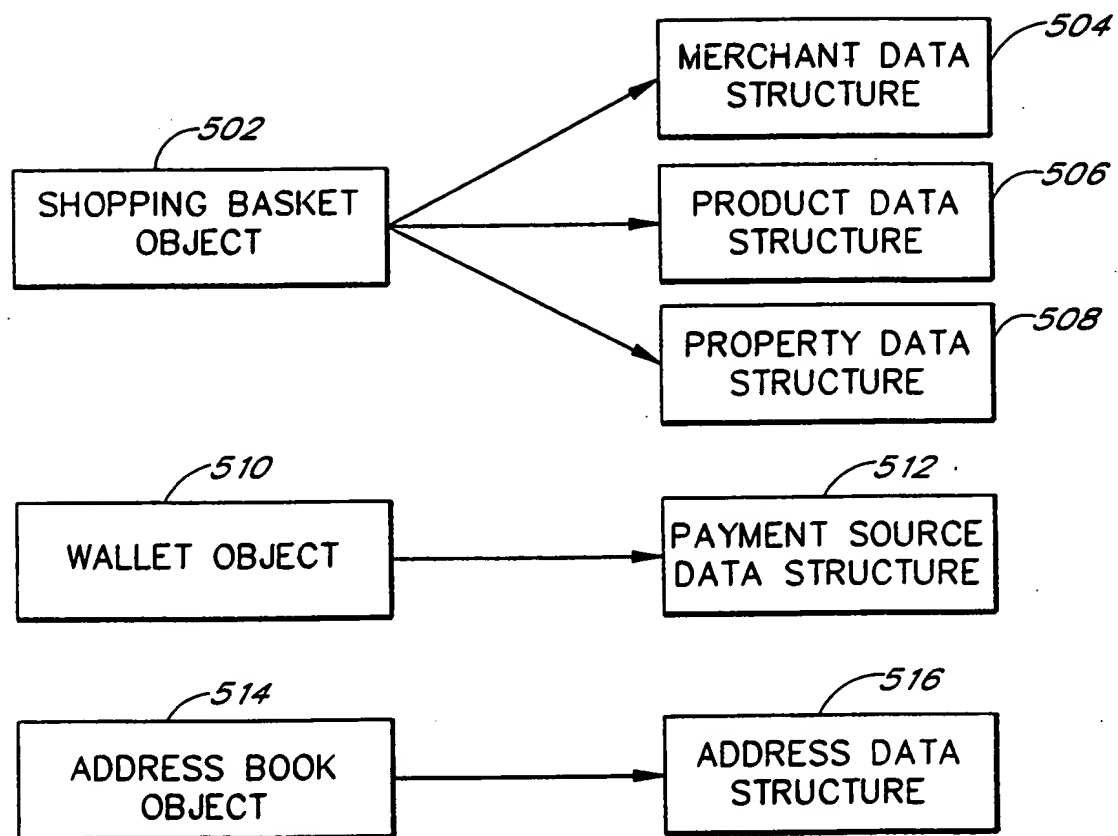 504
MERCHANT DATA
STRUCTURE
502
SHOPPING BASKET
OBJECT
506
PRODUCT DATA
STRUCTURE
508
PROPERTY DATA
STRUCTURE
510
WALLET OBJECT
512
PAYMENT SOURCE
DATA STRUCTURE
514
ADDRESS BOOK
OBJECT
516
ADDRESS DATA
STRUCTURE